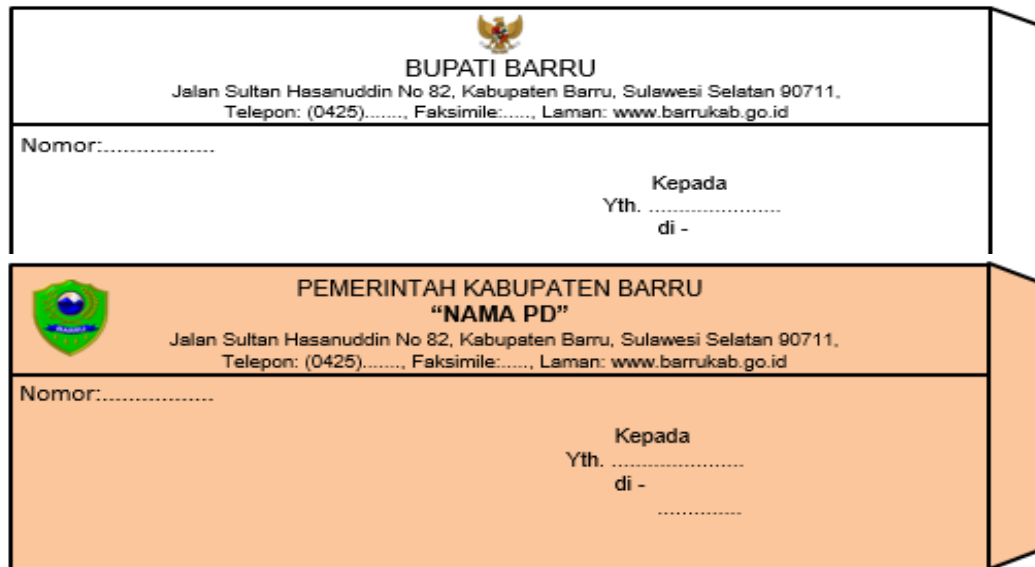 BUPATI BARRU
Jalan Sultan Hasanuddin No 82, Kabupaten Barru, Sulawesi Selatan 90711,
Telepon: (0425)......., Faksimile:....., Laman: www.barrukab.go.id
Nomor:.................
Kepada
Yth. ......................
di -
PEMERINTAH KABUPATEN BARRU
“NAMA PD”
Jalan Sultan Hasanuddin No 82, Kabupaten Barru, Sulawesi Selatan 90711,
Telepon: (0425)......., Faksimile:....., Laman: www.barrukab.go.id
BARRU
Nomor:.................
Kepada
Yth. ......................
di -
..............